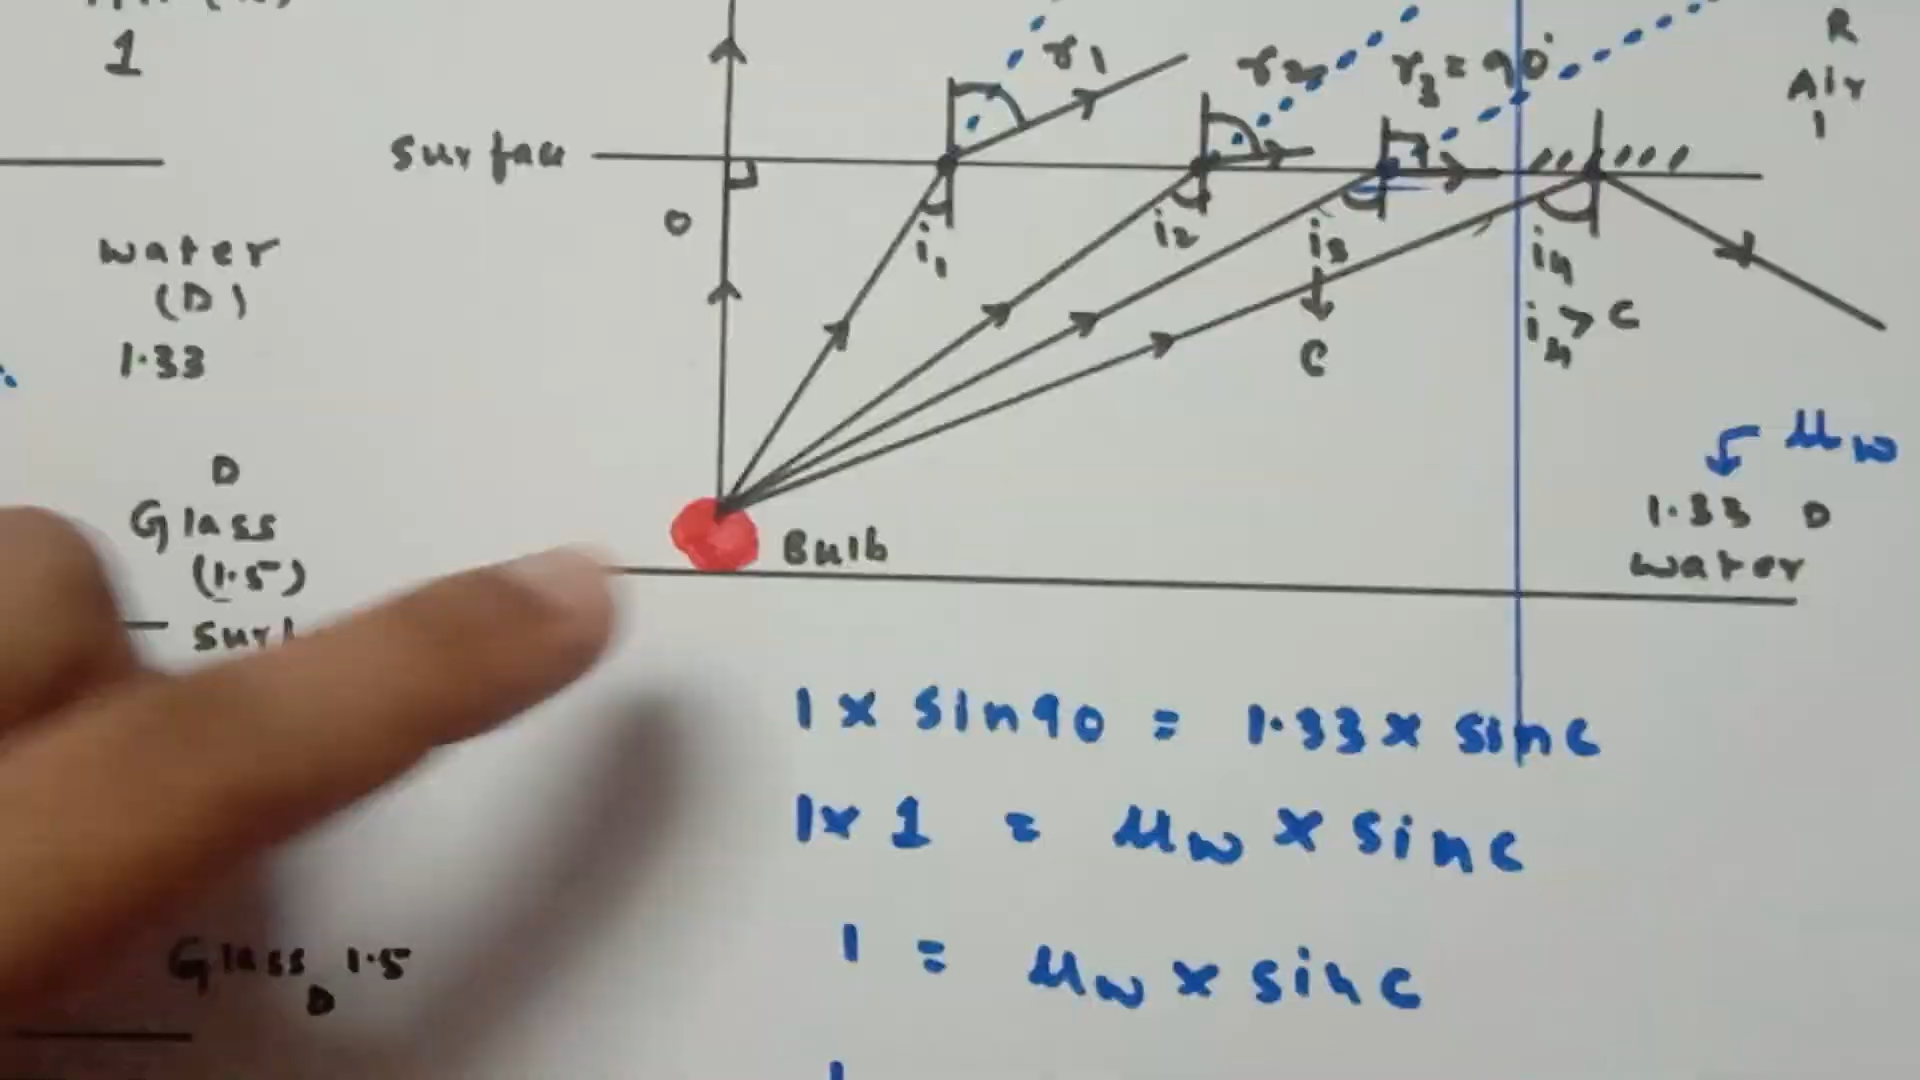 1
water
(D)
1.33
D
Glass
(1.5)
Glass 1.5
D
r1
r2
r3 = 90°
R
Air
1
Surface
0
i1
i2
i3
C
i4
i4 > C
μw
1.33 D
water
Bulb
1 x sin90 = 1.33 x sinc
1x 1 = μw x sinc
1 = μw x sinc